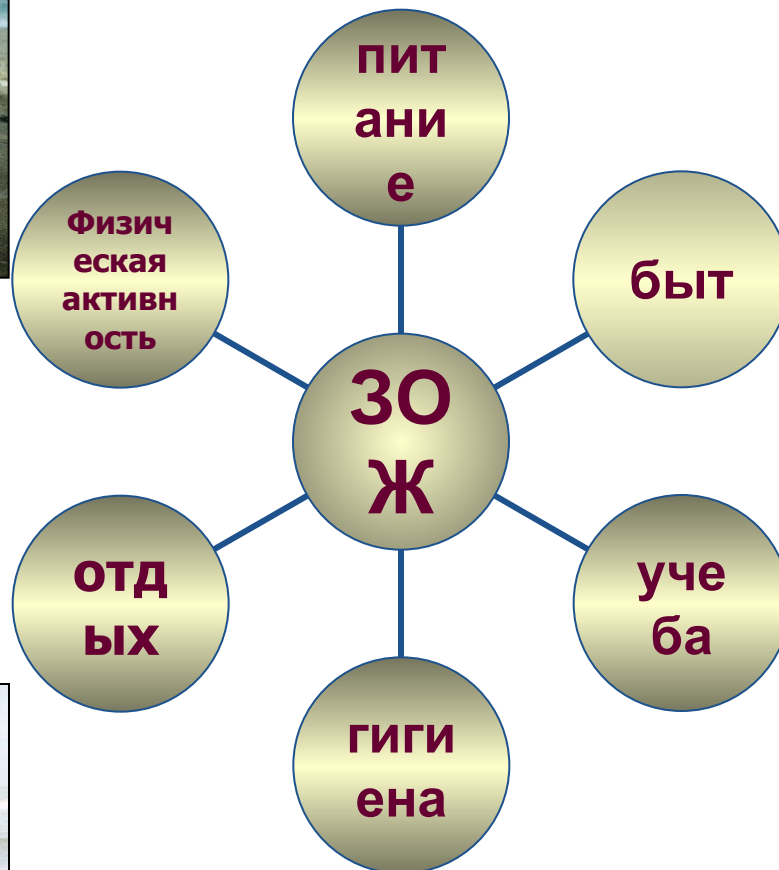 пит
ани
е
Физич
еская
активн
ость
быт
ЗО
Ж
отд
ых
уче
ба
гиги
ена